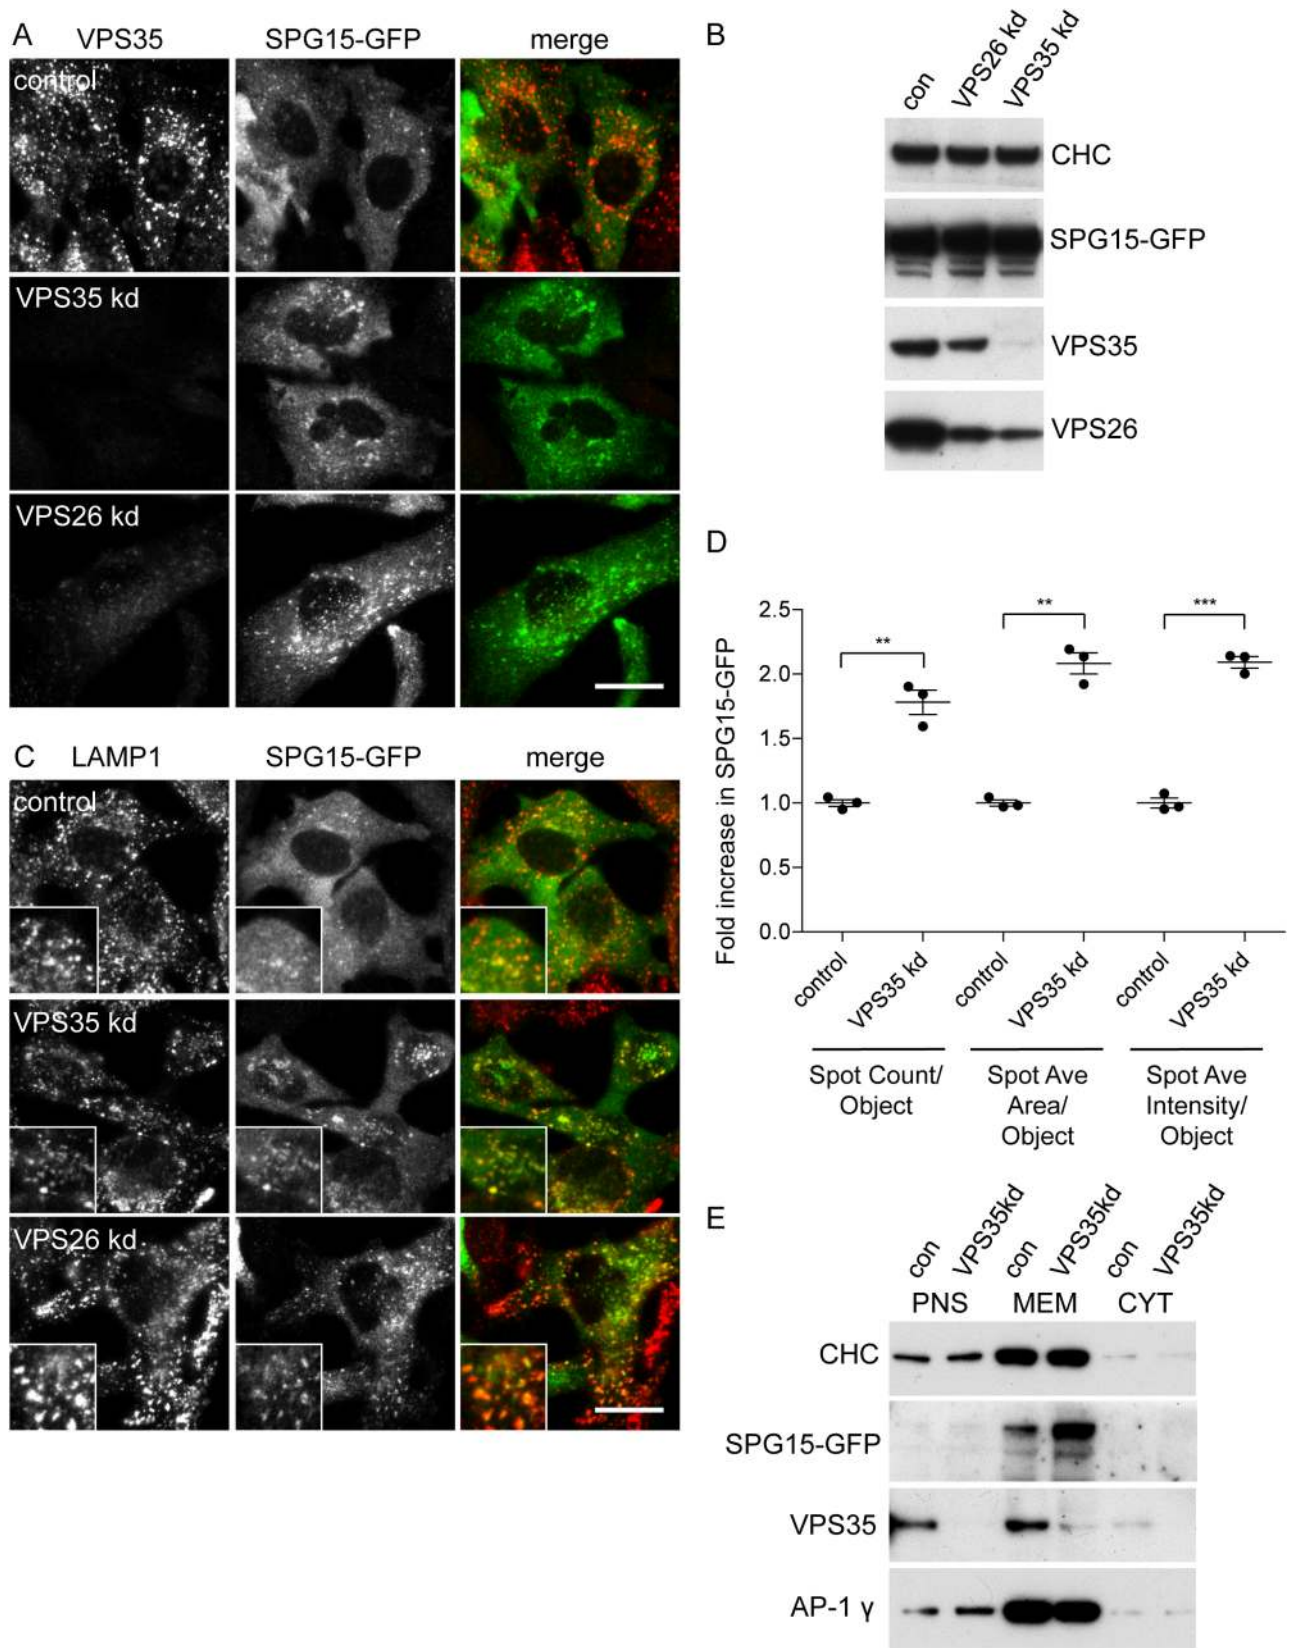 A
VPS35 SPG15-GFP merge
control
VPS35 kd
VPS26 kd
B
con VPS26 kd VPS35 kd
CHC
SPG15-GFP
VPS35
VPS26
C LAMP1 SPG15-GFP merge
control
VPS35 kd
VPS26 kd
D
Fold increase in SPG15-GFP
2.5
2.0
1.5
1.0
0.5
0.0
** ** ***
control VPS35 kd control VPS35 kd control VPS35 kd
Spot Count/
Object
Spot Ave
Area/
Object
Spot Ave
Intensity/
Object
E
con VPS35kd con VPS35kd con VPS35kd
PNS MEM CYT
CHC
SPG15-GFP
VPS35
AP-1 γ